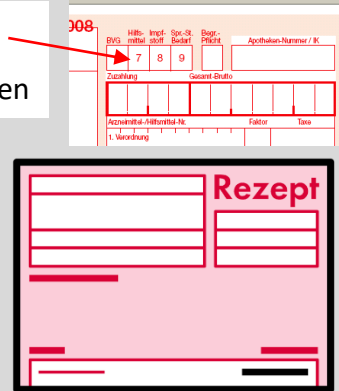 008
Hilfs- Impf- Spr.-St. Begr.-
BVG mittel stoff Bedarf Pflicht Apotheken-Nummer / IK
7 8 9
en
Zuzahlung Gesamt-Brutto
Arzneimittel-/Hilfsmittel-Nr. Faktor Taxe
1. Verordnung
Rezept